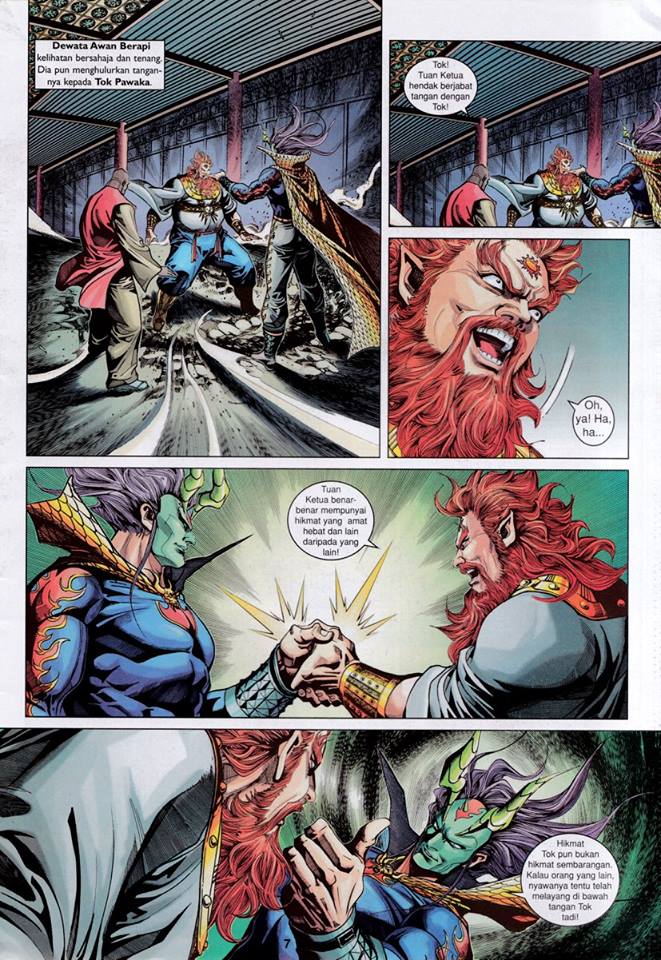 Dewata Awan Berapi
kelihatan bersahaja dan tenang.
Dia pun menghulurkan tangan-
nya kepada Tok Pawaka.
Tok!
Tuan Ketua
hendak berjabat
tangan dengan
Tok!
Oh,
ya! Ha,
ha...
Tuan
Ketua benar-
benar mempunyai
hikmat yang amat
hebat dan lain
daripada yang
lain!
Hikmat
Tok pun bukan
hikmat sembarangan.
Kalau orang yang lain,
nyawanya tentu telah
melayang di bawah
tangan Tok
tadi!
7